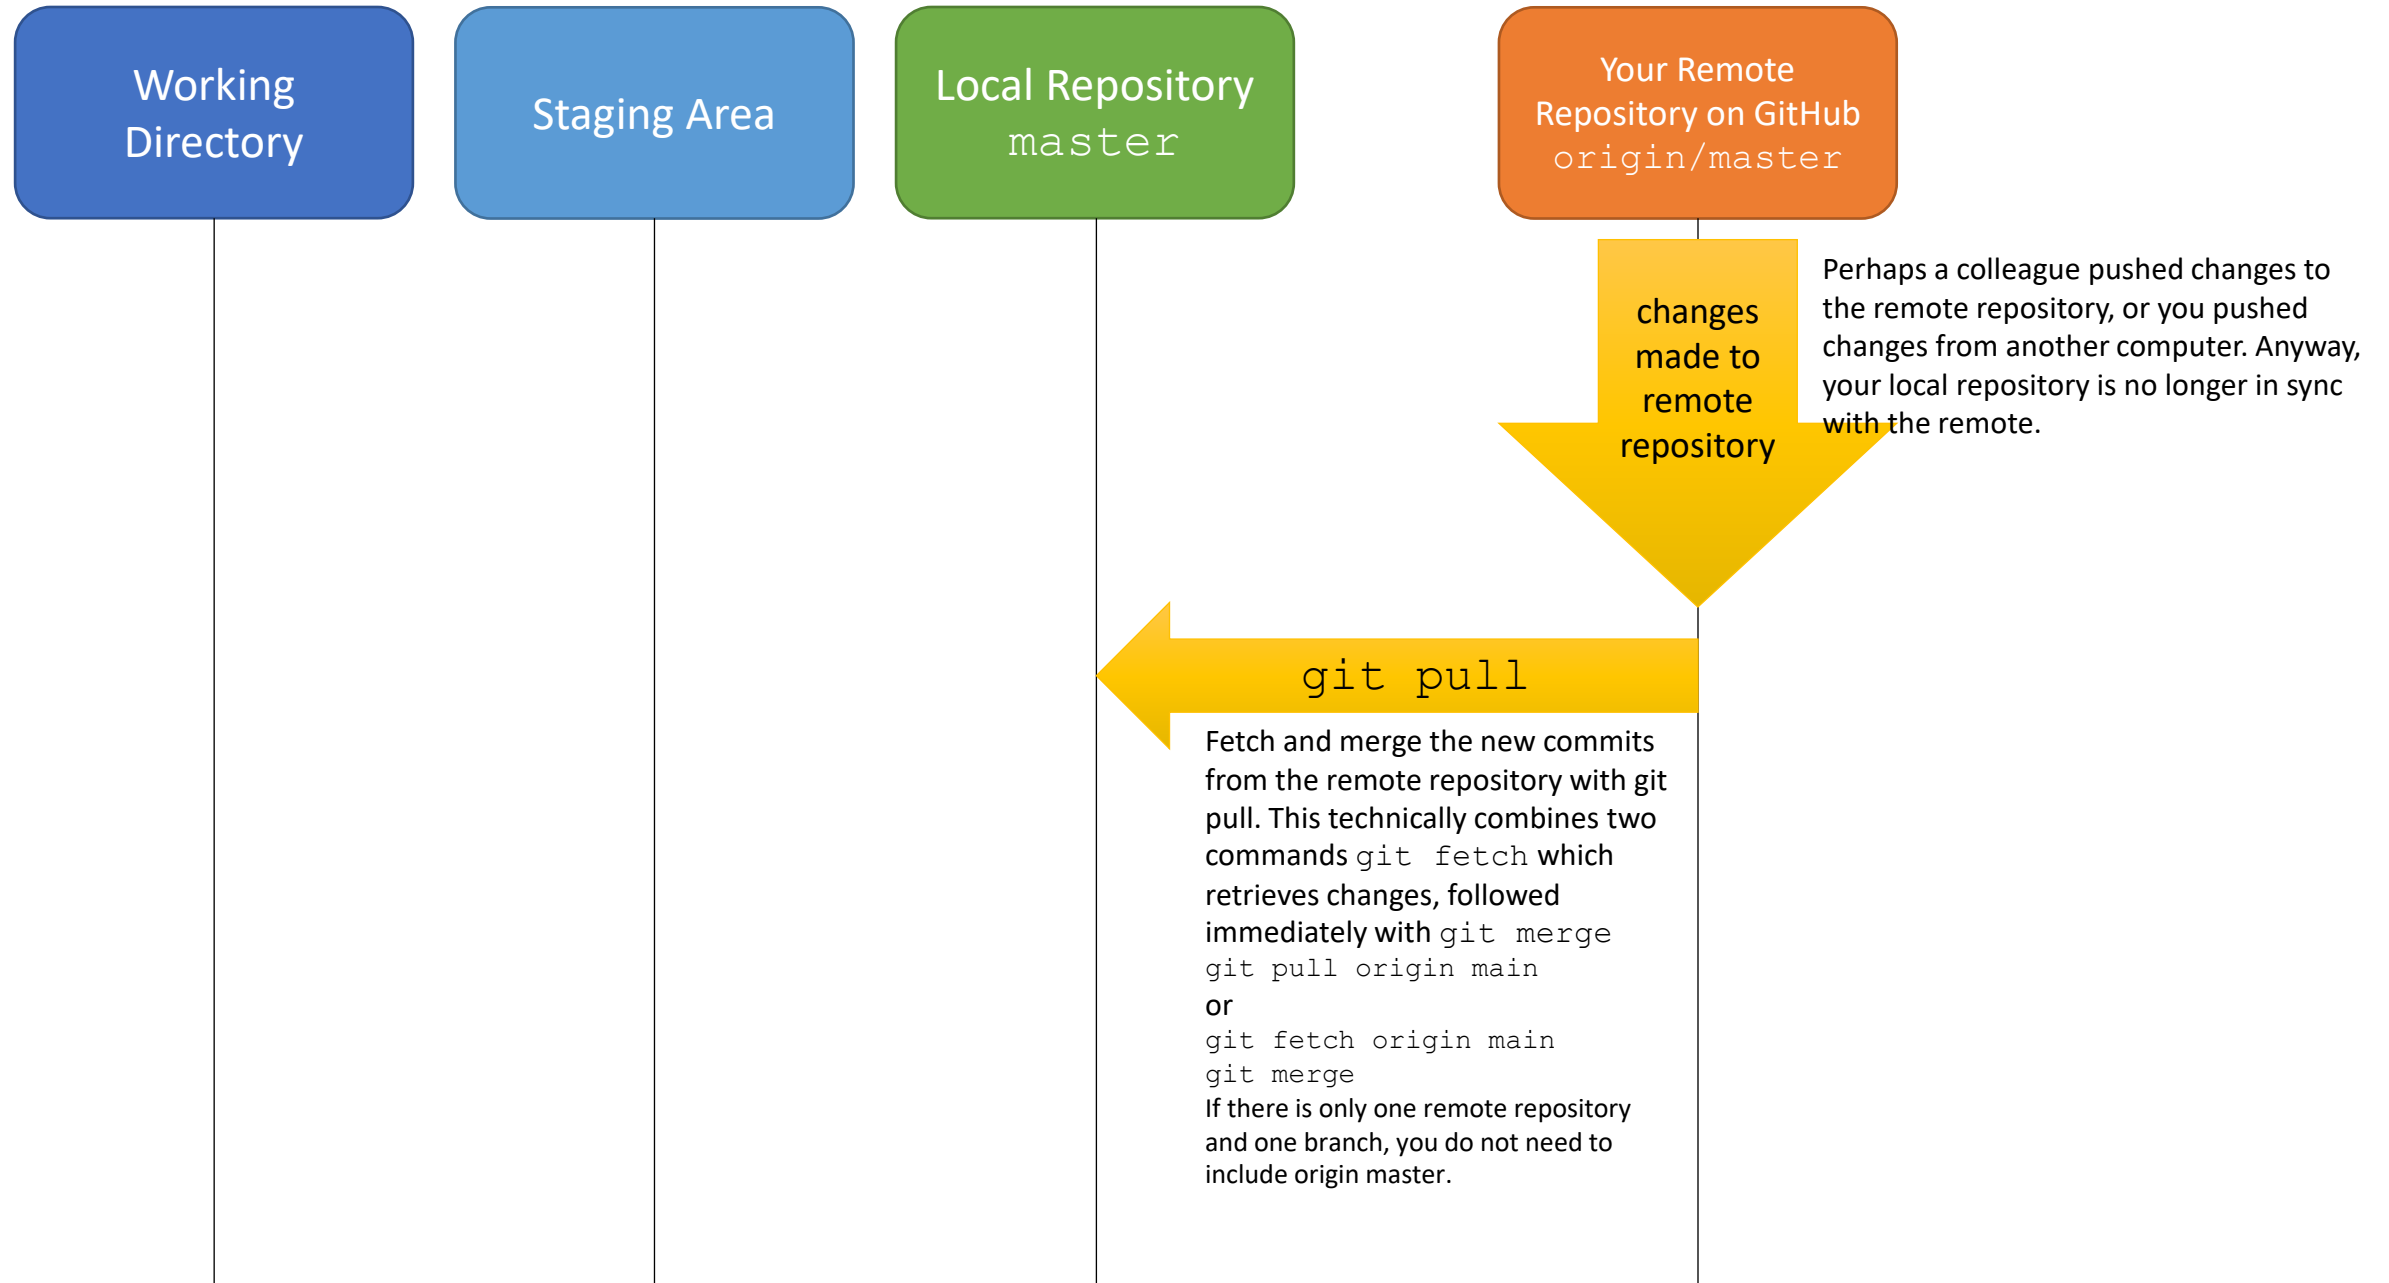 Working
Directory
Staging Area
Local Repository
master
Your Remote
Repository on GitHub
origin/master
changes
made to
remote
repository
Perhaps a colleague pushed changes to
the remote repository, or you pushed
changes from another computer. Anyway,
your local repository is no longer in sync
with the remote.
git pull
Fetch and merge the new commits
from the remote repository with git
pull. This technically combines two
commands git fetch which
retrieves changes, followed
immediately with git merge
git pull origin main
or
git fetch origin main
git merge
If there is only one remote repository
and one branch, you do not need to
include origin master.